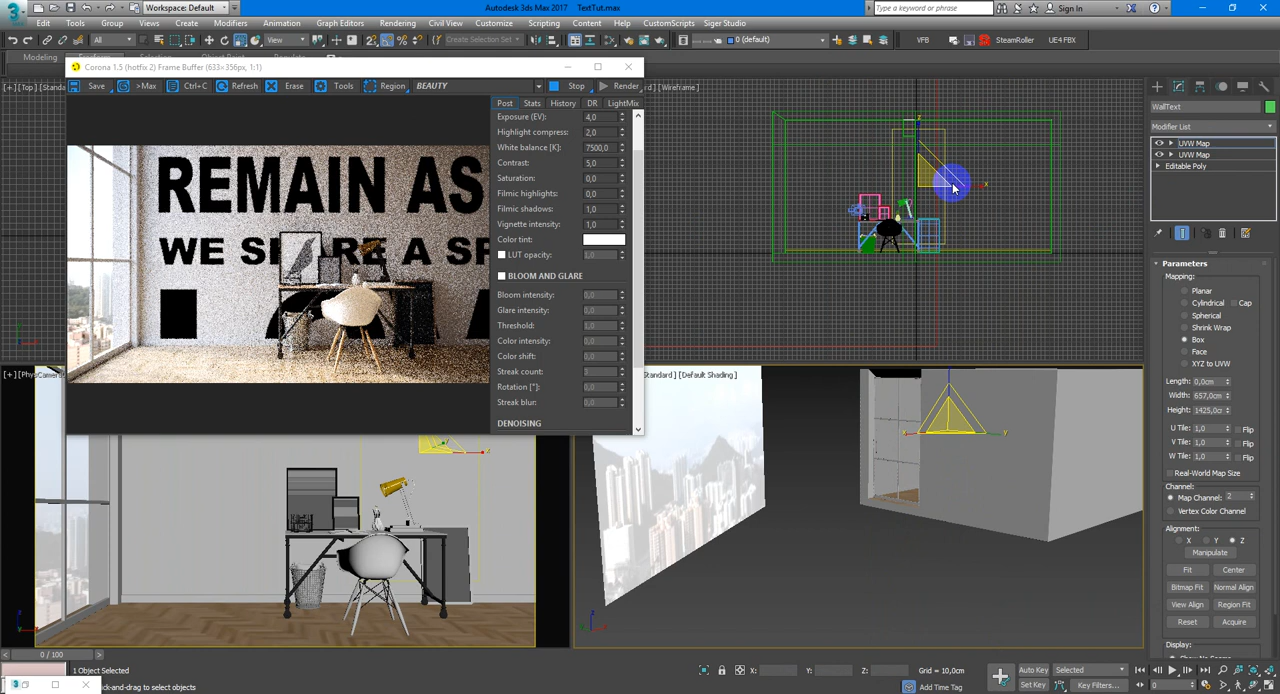 Workspace: Default
Autodesk 3ds Max 2017 TextTut.max
Type a keyword or phrase
Sign In
Edit Tools Group Views Create Modifiers Animation Graph Editors Rendering Civil View Customize Scripting Content Help CustomScripts Siger Studio
All
View
Create Selection Set
0 (default)
VFB
SteamRoller
UE4 FBX
Modeling
Corona 1.5 (hotfix 2) Frame Buffer (633×356px, 1:1)
[+] [Top] [Standa
rd] [Wireframe]
Save >Max Ctrl+C Refresh Erase Tools Region BEAUTY Stop Render
Post Stats History DR LightMix
Exposure (EV): 4,0
Highlight compress: 2,0
White balance [K]: 7500,0
Contrast: 5,0
Saturation: 0,0
Filmic highlights: 0,0
Filmic shadows: 1,0
Vignette intensity: 1,0
Color tint:
LUT opacity: 1,0
BLOOM AND GLARE
Bloom intensity: 0,0
Glare intensity: 0,0
Threshold: 1,0
Color intensity: 0,0
Color shift: 0,0
Streak count:
Rotation [°]: 0,0
Streak blur: 0,0
DENOISING
REMAIN AS
WE SHARE A SP
[+] [PhysCamera
Standard ] [Default Shading ]
x
z
x
y
WallText
Modifier List
UVW Map
UVW Map
Editable Poly
Parameters
Mapping:
Planar
Cylindrical Cap
Spherical
Shrink Wrap
Box
Face
XYZ to UVW
Length: 0,0cm
Width: 657,0cm
Height: 1425,0cm
U Tile: 1,0 Flip
V Tile: 1,0 Flip
W Tile: 1,0 Flip
Real-World Map Size
Channel:
Map Channel: 2
Vertex Color Channel
Alignment:
X Y Z
Manipulate
Fit Center
Bitmap Fit Normal Align
View Align Region Fit
Reset Acquire
Display:
0 / 100
1 Object Selected
X: Y: Z: Grid = 10,0cm
Auto Key Selected
ck-and-drag to select objects
Add Time Tag
Set Key Key Filters...
0